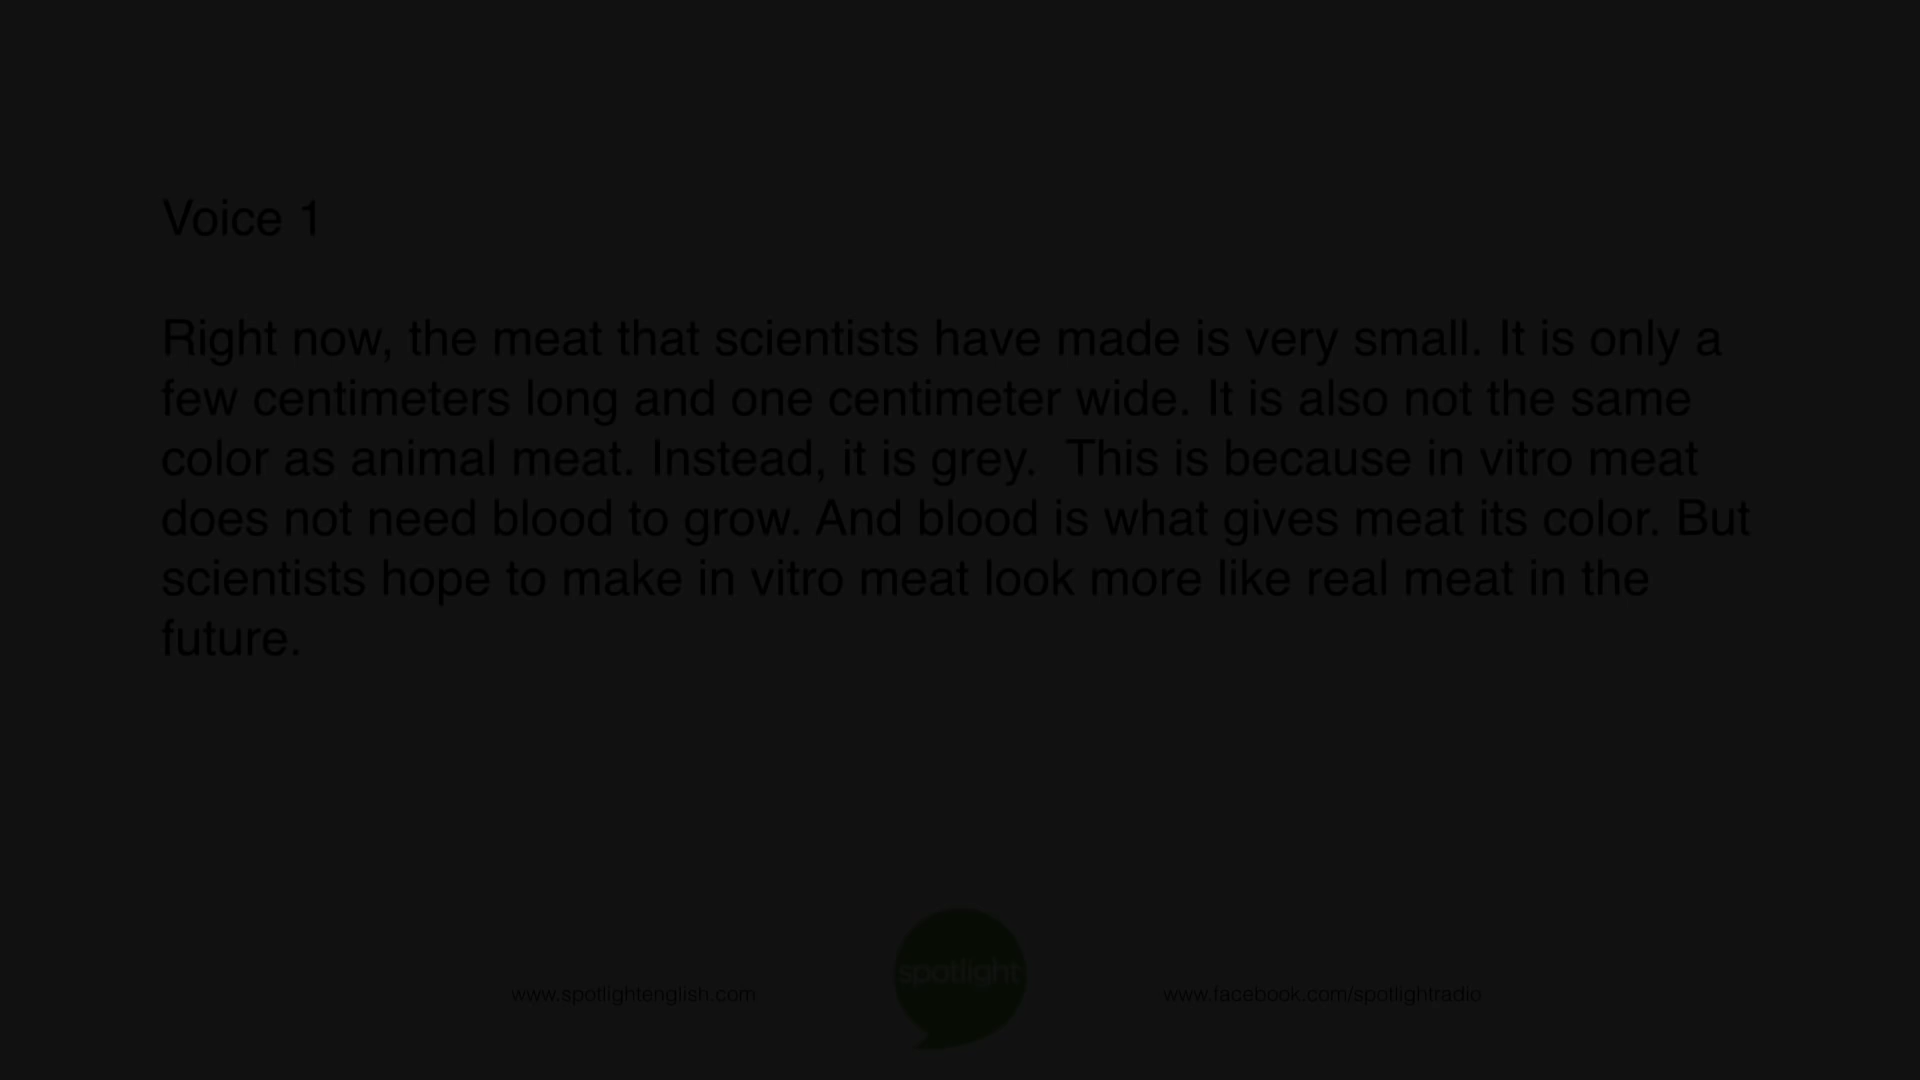 Voice 1
Right now, the meat that scientists have made is very small. It is only a
few centimeters long and one centimeter wide. It is also not the same
color as animal meat. Instead, it is grey.  This is because in vitro meat
does not need blood to grow. And blood is what gives meat its color. But
scientists hope to make in vitro meat look more like real meat in the
future.
spotlight
www.spotlightenglish.com
www.facebook.com/spotlightradio